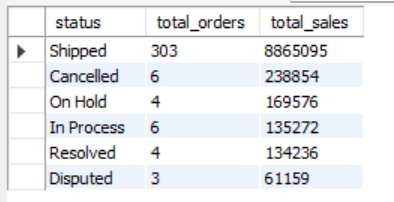 status total_orders total_sales
Shipped 303 8865095
Cancelled 6 238854
On Hold 4 169576
In Process 6 135272
Resolved 4 134236
Disputed 3 61159